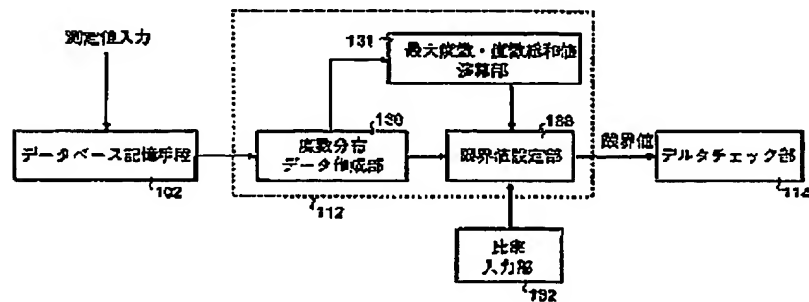 測定値入力
131
最大度数・度数総和値
演算部
130
133
データベース記憶手段
度数分布
データ作成部
限界値設定部
限界値
デルタチェック部
102
112
114
比率
入力部
132